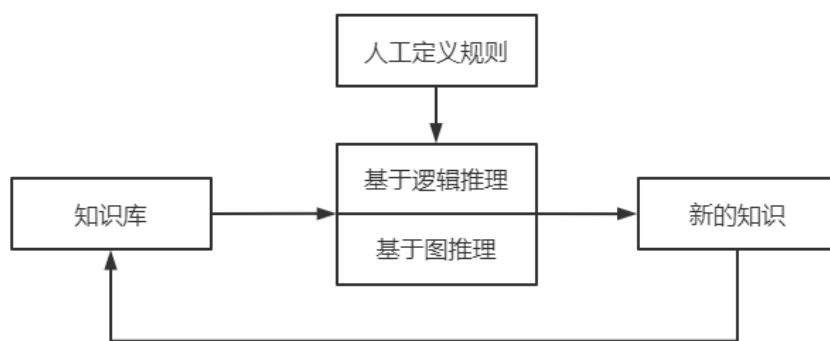 人工定义规则
基于逻辑推理
知识库
新的知识
基于图推理